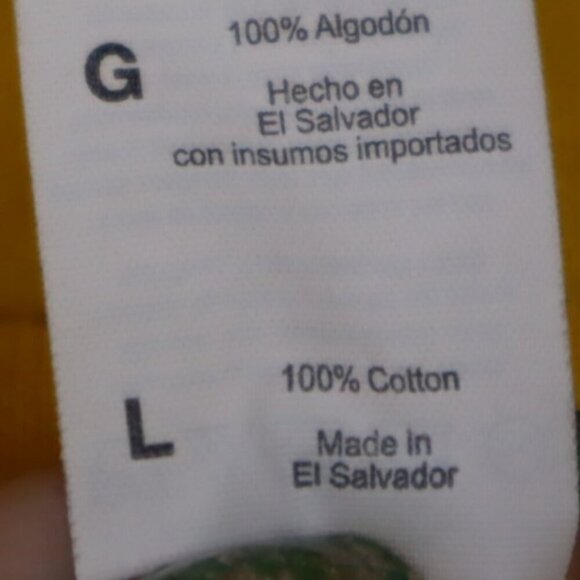 G
100% Algodón
Hecho en
El Salvador
con insumos importados
L
100% Cotton
Made in
El Salvador